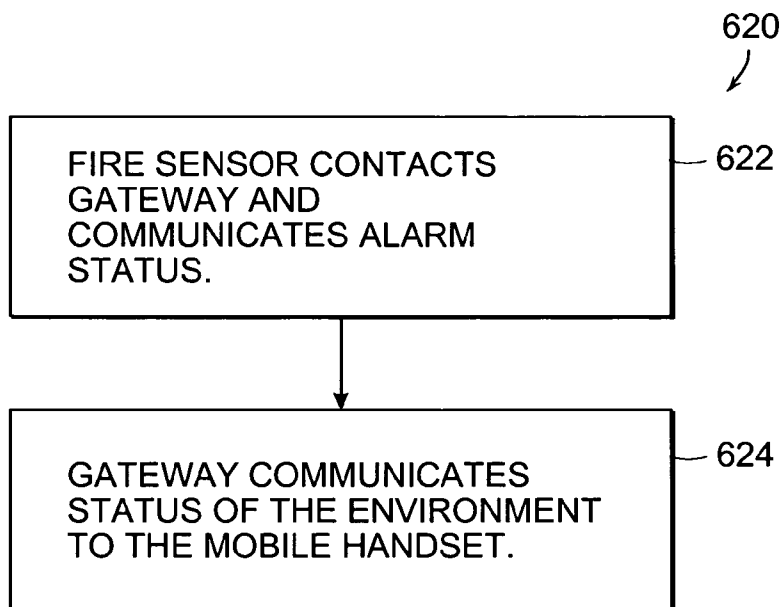 620
FIRE SENSOR CONTACTS
GATEWAY AND
COMMUNICATES ALARM
STATUS.
622
GATEWAY COMMUNICATES
STATUS OF THE ENVIRONMENT
TO THE MOBILE HANDSET.
624